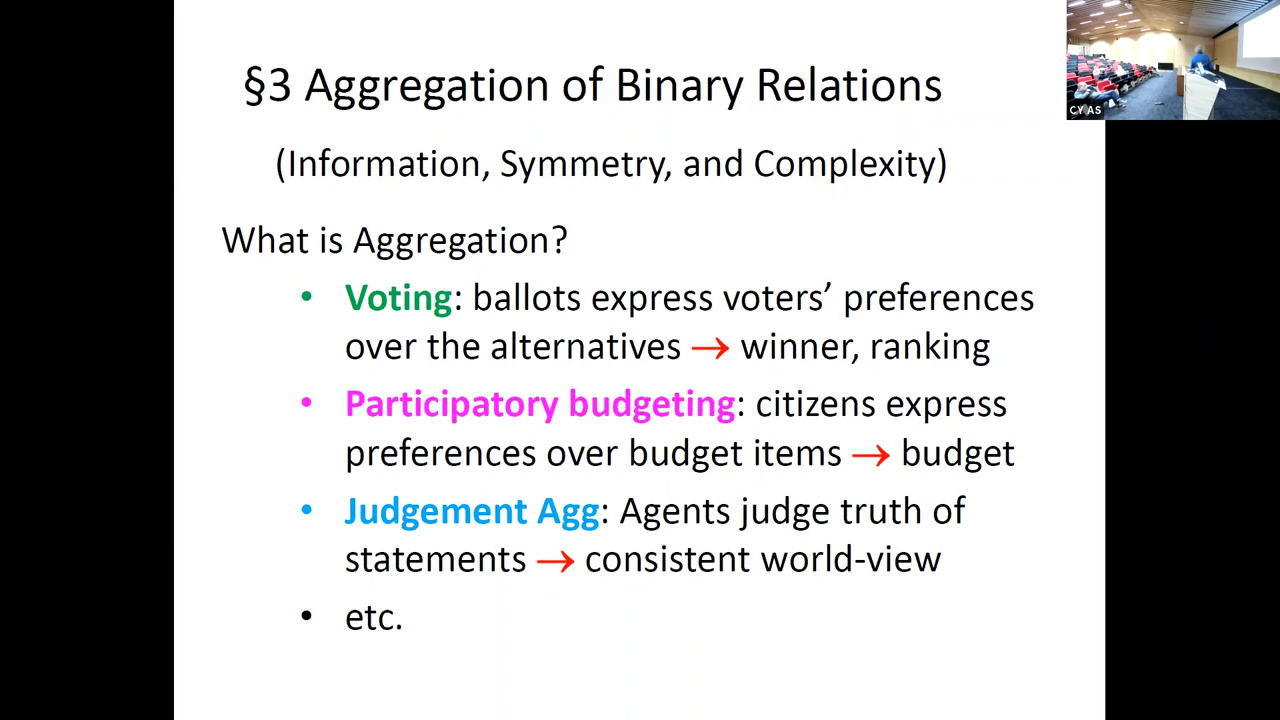 §3 Aggregation of Binary Relations
(Information, Symmetry, and Complexity)
What is Aggregation?
• Voting: ballots express voters’ preferences
over the alternatives → winner, ranking
• Participatory budgeting: citizens express
preferences over budget items → budget
• Judgement Agg: Agents judge truth of
statements → consistent world-view
• etc.
CY AS